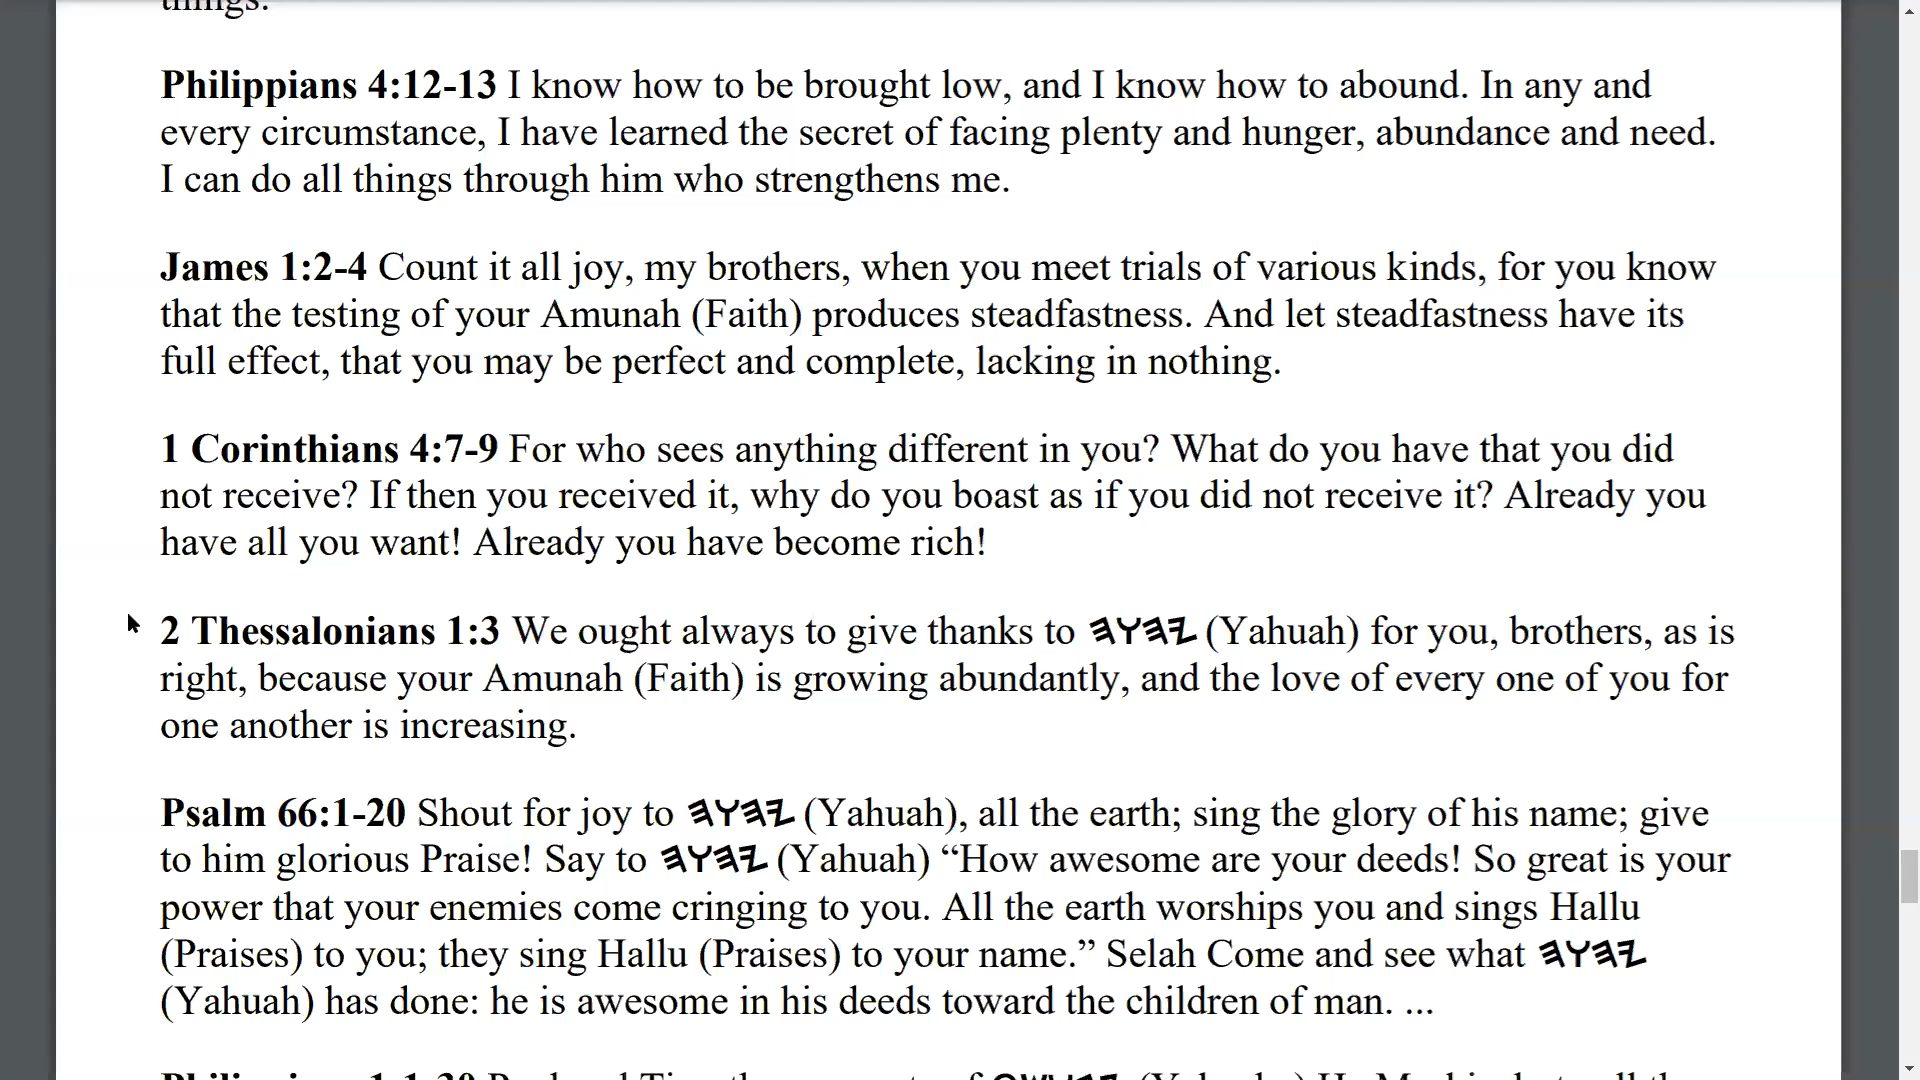 things.
Philippians 4:12-13 I know how to be brought low, and I know how to abound. In any and
every circumstance, I have learned the secret of facing plenty and hunger, abundance and need.
I can do all things through him who strengthens me.
James 1:2-4 Count it all joy, my brothers, when you meet trials of various kinds, for you know
that the testing of your Amunah (Faith) produces steadfastness. And let steadfastness have its
full effect, that you may be perfect and complete, lacking in nothing.
1 Corinthians 4:7-9 For who sees anything different in you? What do you have that you did
not receive? If then you received it, why do you boast as if you did not receive it? Already you
have all you want! Already you have become rich!
2 Thessalonians 1:3 We ought always to give thanks to 𐤉𐤄𐤅𐤄 (Yahuah) for you, brothers, as is
right, because your Amunah (Faith) is growing abundantly, and the love of every one of you for
one another is increasing.
Psalm 66:1-20 Shout for joy to 𐤉𐤄𐤅𐤄 (Yahuah), all the earth; sing the glory of his name; give
to him glorious Praise! Say to 𐤉𐤄𐤅𐤄 (Yahuah) “How awesome are your deeds! So great is your
power that your enemies come cringing to you. All the earth worships you and sings Hallu
(Praises) to you; they sing Hallu (Praises) to your name.” Selah Come and see what 𐤉𐤄𐤅𐤄
(Yahuah) has done: he is awesome in his deeds toward the children of man. ...